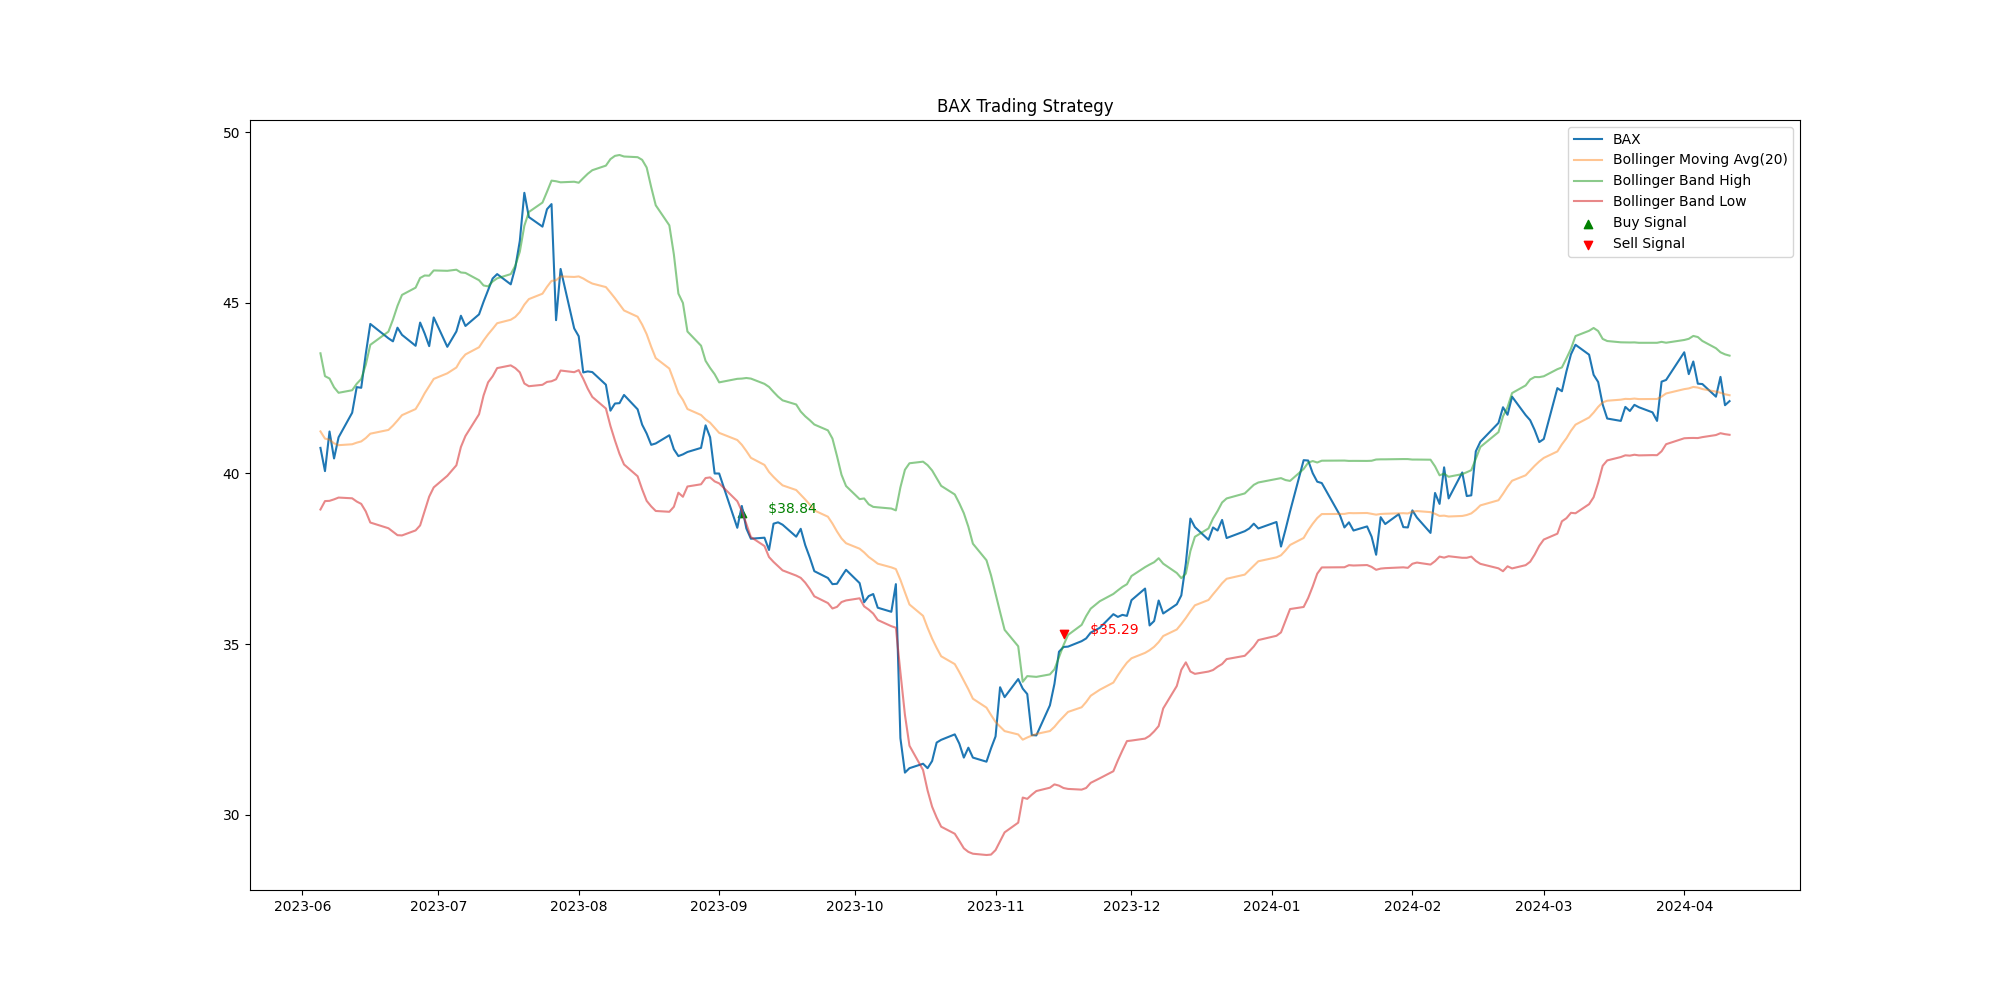 BAX Trading Strategy
50
45
40
35
30
BAX
Bollinger Moving Avg(20)
Bollinger Band High
Bollinger Band Low
Buy Signal
Sell Signal
$38.84
$35.29
2023-06
2023-07
2023-08
2023-09
2023-10
2023-11
2023-12
2024-01
2024-02
2024-03
2024-04